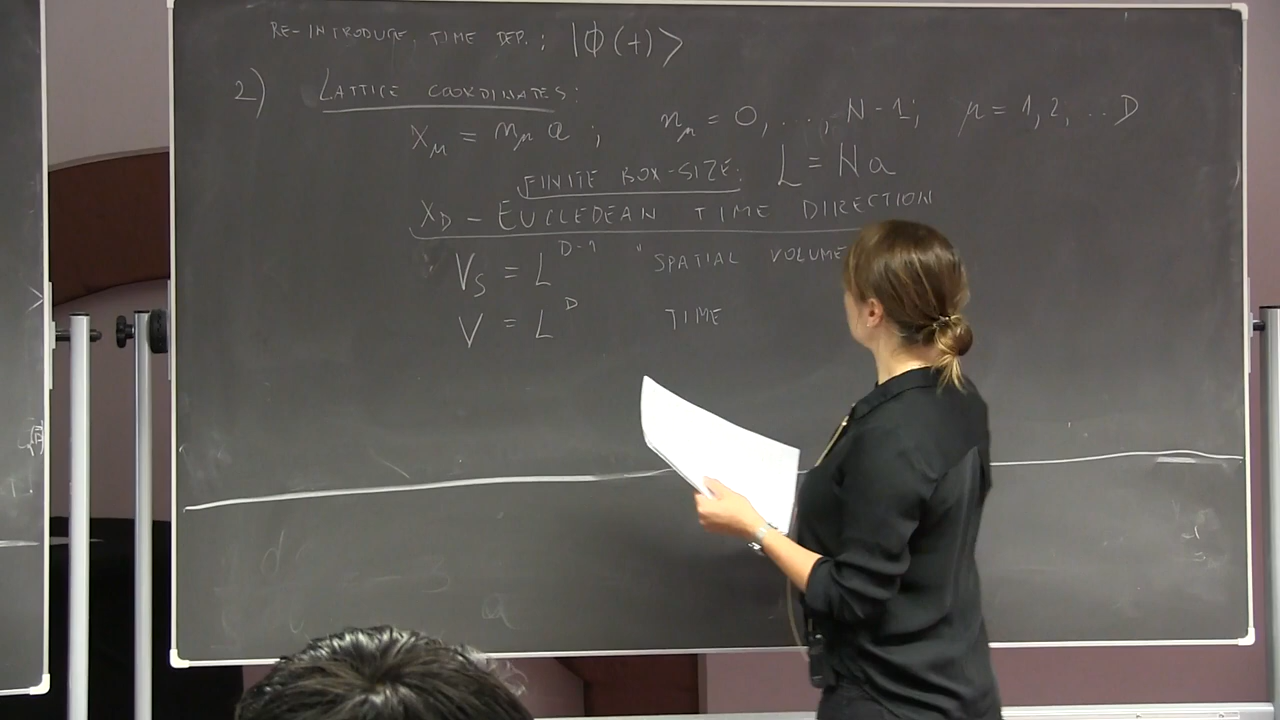 RE-INTRODUCE TIME DEP.: |ϕ(t)>
2) LATTICE COORDINATES:
x_μ = n_μ a ; n_μ = 0, ..., N-1; μ = 1, 2, ... D
FINITE BOX-SIZE: L = Na
x_D - EUCLEDEAN TIME DIRECTION
V_S = L^{D-1} "SPATIAL VOLUME
V = L^D TIME